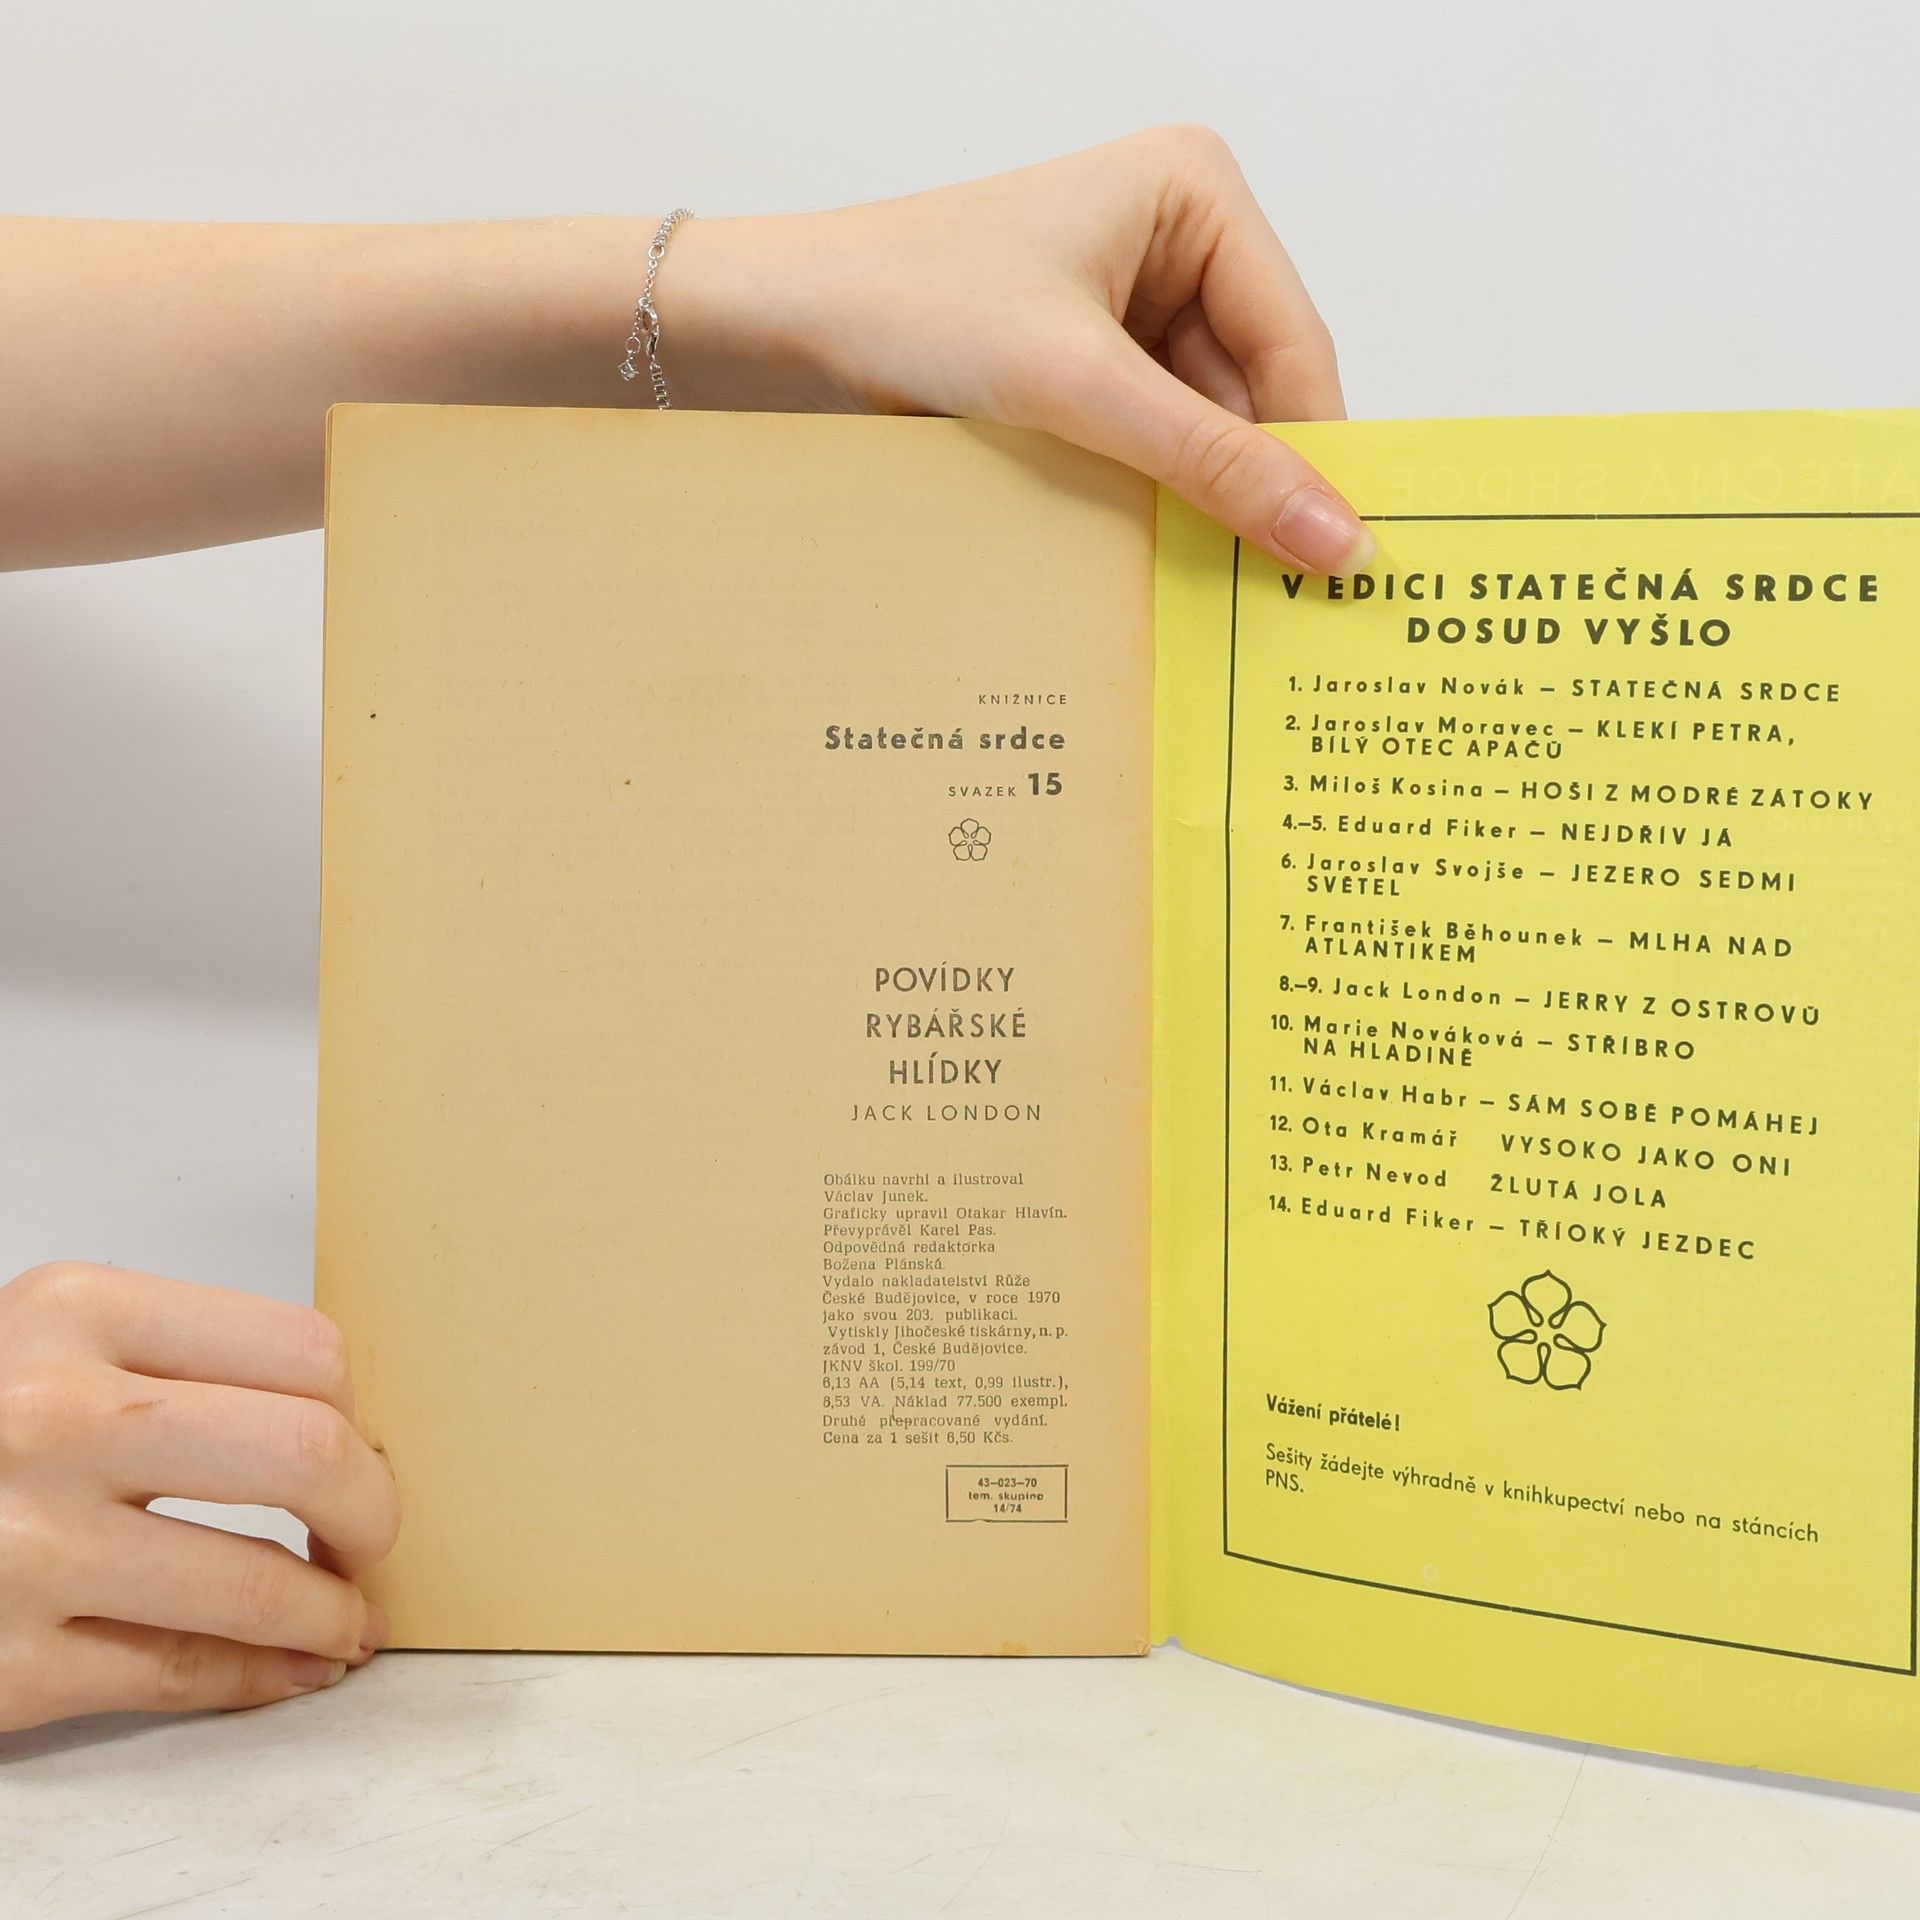 KNIŽNICE
Statečná srdce
SVAZEK 15
POVÍDKY
RYBÁŘSKÉ
HLÍDKY
JACK LONDON
Obálku navrhl a ilustroval
Václav Junek.
Graficky upravil Otakar Hlavín.
Převyprávěl Karel Pas.
Odpovědná redaktorka
Božena Plánská.
Vydalo nakladatelství Růže
České Budějovice, v roce 1970
jako svou 203. publikaci.
Vytiskly Jihočeské tiskárny, n. p.
závod 1, České Budějovice.
JKNV škol. 199/70
6,13 AA (5,14 text, 0,99 ilustr.),
8,53 VA. Náklad 77.500 exempl.
Druhé přepracované vydání.
Cena za 1 sešit 6,50 Kčs.
43—023—70
tem. skupina
14/74
V EDICI STATEČNÁ SRDCE
DOSUD VYŠLO
1. Jaroslav Novák — STATEČNÁ SRDCE
2. Jaroslav Moravec — KLEKÍ PETRA,
BÍLÝ OTEC APAČŮ
3. Miloš Kosina — HOŠI Z MODRÉ ZÁTOKY
4.—5. Eduard Fiker — NEJDŘÍV JÁ
6. Jaroslav Svojše — JEZERO SEDMI
SVĚTEL
7. František Běhounek — MLHA NAD
ATLANTIKEM
8.—9. Jack London — JERRY Z OSTROVŮ
10. Marie Nováková — STŘÍBRO
NA HLADINĚ
11. Václav Habr — SÁM SOBĚ POMÁHEJ
12. Ota Kramář VYSOKO JAKO ONI
13. Petr Nevod ŽLUTÁ JOLA
14. Eduard Fiker — TŘÍOKÝ JEZDEC
Vážení přátelé!
Sešity žádejte výhradně v knihkupectví nebo na stáncích
PNS.